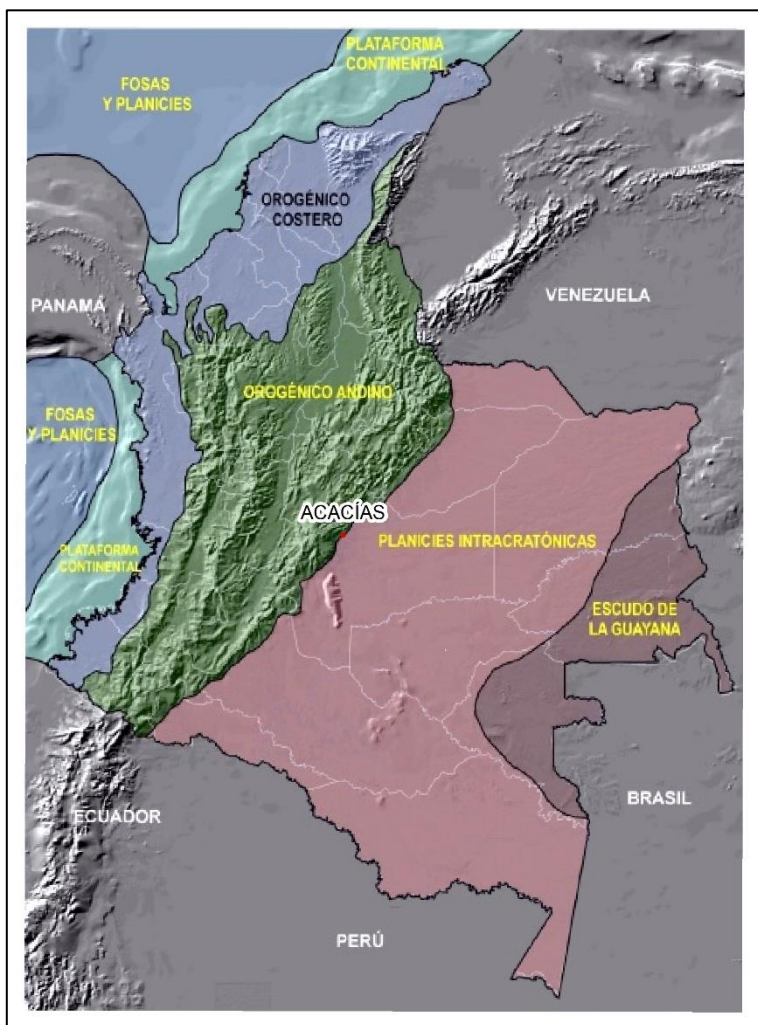 PLATAFORMA
CONTINENTAL
FOSAS
Y PLANICIES
OROGÉNICO
COSTERO
PANAMÁ
VENEZUELA
OROGÉNICO ANDINO
FOSAS
Y PLANICIES
ACACÍAS
PLANICIES INTRACRATÓNICAS
PLATAFORMA
CONTINENTAL
ESCUDO DE
LA GUAYANA
BRASIL
ECUADOR
PERÚ